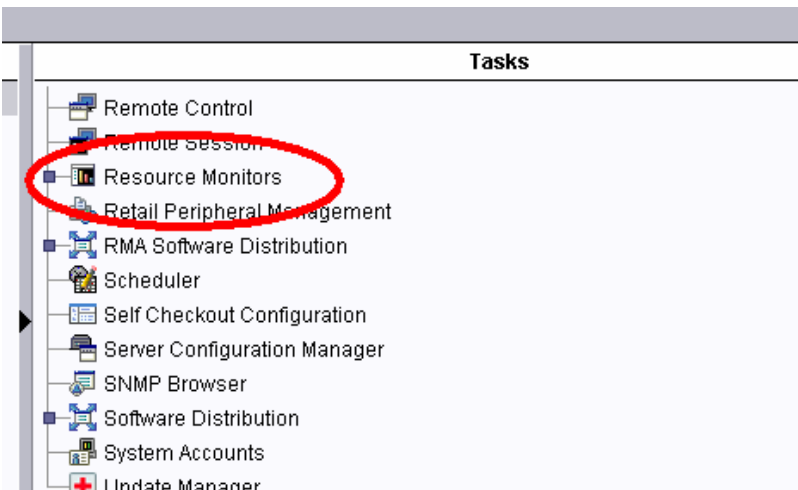 Tasks
Remote Control
Remote Session
Resource Monitors
Retail Peripheral Management
RMA Software Distribution
Scheduler
Self Checkout Configuration
Server Configuration Manager
SNMP Browser
Software Distribution
System Accounts
Update Manager